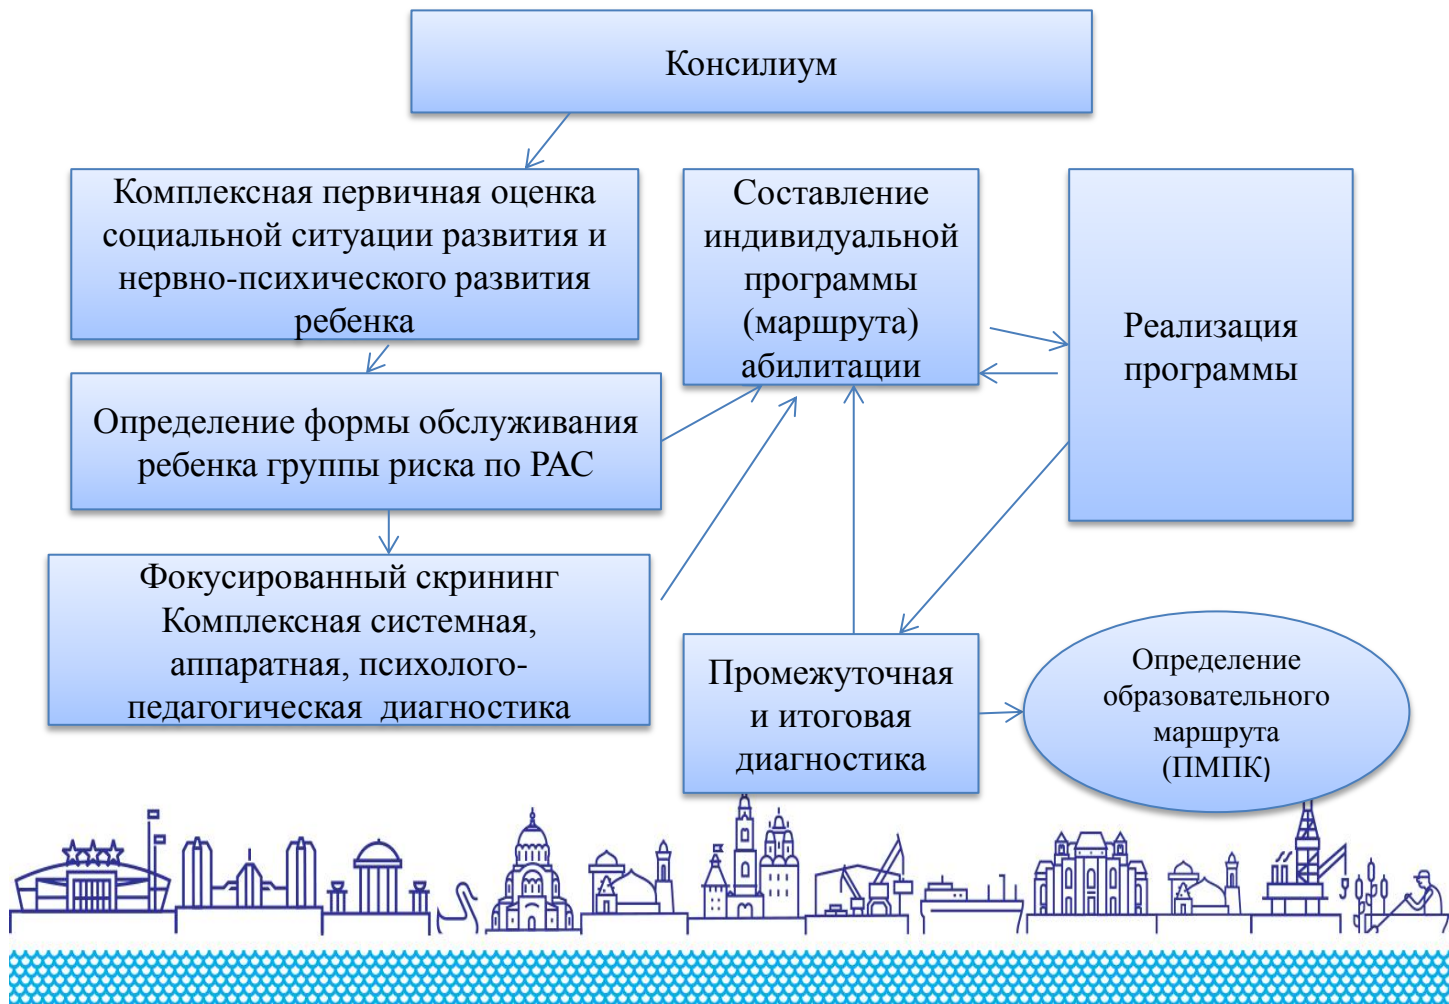 Консилиум
Комплексная первичная оценка
социальной ситуации развития и
нервно-психического развития
ребенка
Составление
индивидуальной
программы
(маршрута)
абилитации
Реализация
программы
Определение формы обслуживания
ребенка группы риска по РАС
Фокусированный скрининг
Комплексная системная,
аппаратная, психолого-
педагогическая диагностика
Промежуточная
и итоговая
диагностика
Определение
образовательного
маршрута
(ПМПК)